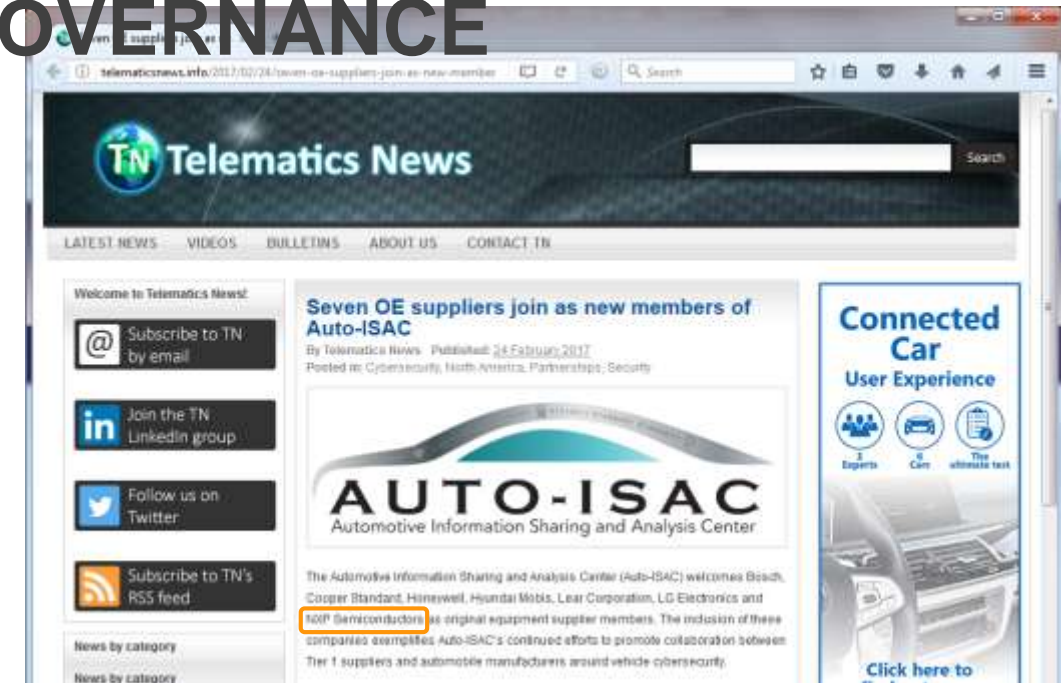 OVERNANCE
telematicsnews.info/2017/02/24/seven-oe-suppliers-join-as-new-member
Search
TN Telematics News
Search
LATEST NEWS VIDEOS BULLETINS ABOUT US CONTACT TN
Welcome to Telematics News!
@ Subscribe to TN
by email
in Join the TN
LinkedIn group
Follow us on
Twitter
Subscribe to TN's
RSS feed
News by category
News by category
Seven OE suppliers join as new members of
Auto-ISAC
By Telematics News Published: 24 February 2017
Posted in: Cybersecurity, North America, Partnerships, Security
AUTO-ISAC
Automotive Information Sharing and Analysis Center
The Automotive Information Sharing and Analysis Center (Auto-ISAC) welcomes Bosch,
Cooper Standard, Honeywell, Hyundai Mobis, Lear Corporation, LG Electronics and
NXP Semiconductors as original equipment supplier members. The inclusion of these
companies exemplifies Auto-ISAC's continued efforts to promote collaboration between
Tier 1 suppliers and automobile manufacturers around vehicle cybersecurity.
Connected
Car
User Experience
Experts
Cars
The
ultimate test
Click here to